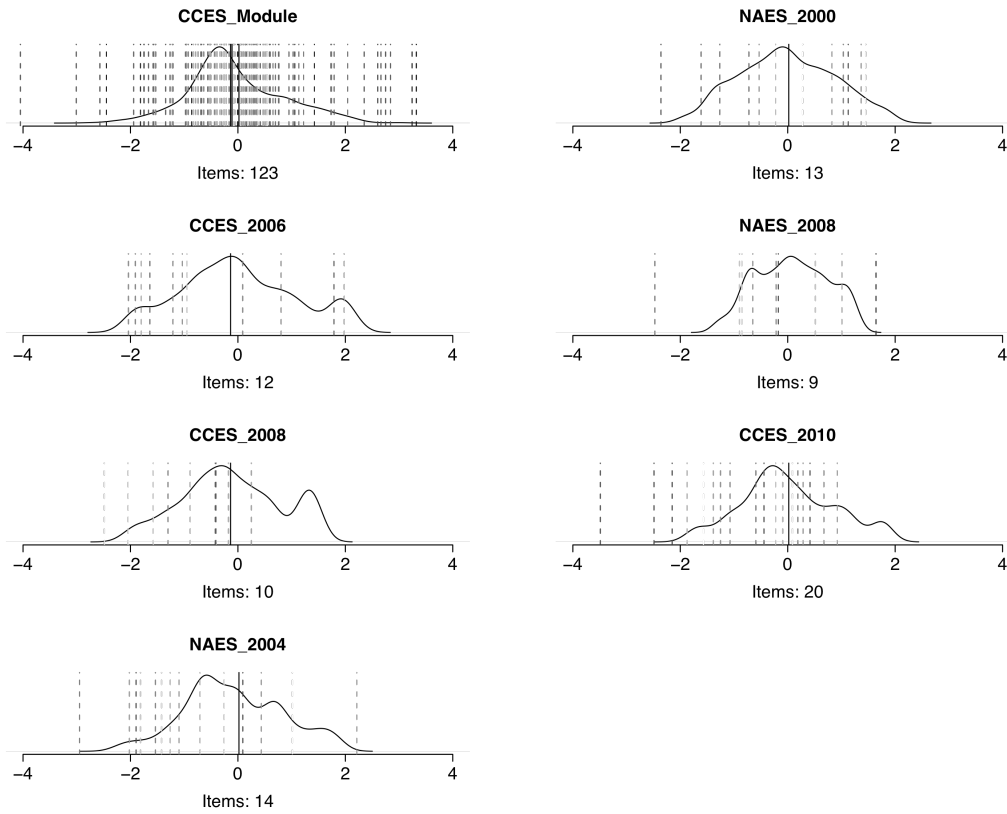 CCES_Module
−4 −2 0 2 4
Items: 123
NAES_2000
−4 −2 0 2 4
Items: 13
CCES_2006
−4 −2 0 2 4
Items: 12
NAES_2008
−4 −2 0 2 4
Items: 9
CCES_2008
−4 −2 0 2 4
Items: 10
CCES_2010
−4 −2 0 2 4
Items: 20
NAES_2004
−4 −2 0 2 4
Items: 14